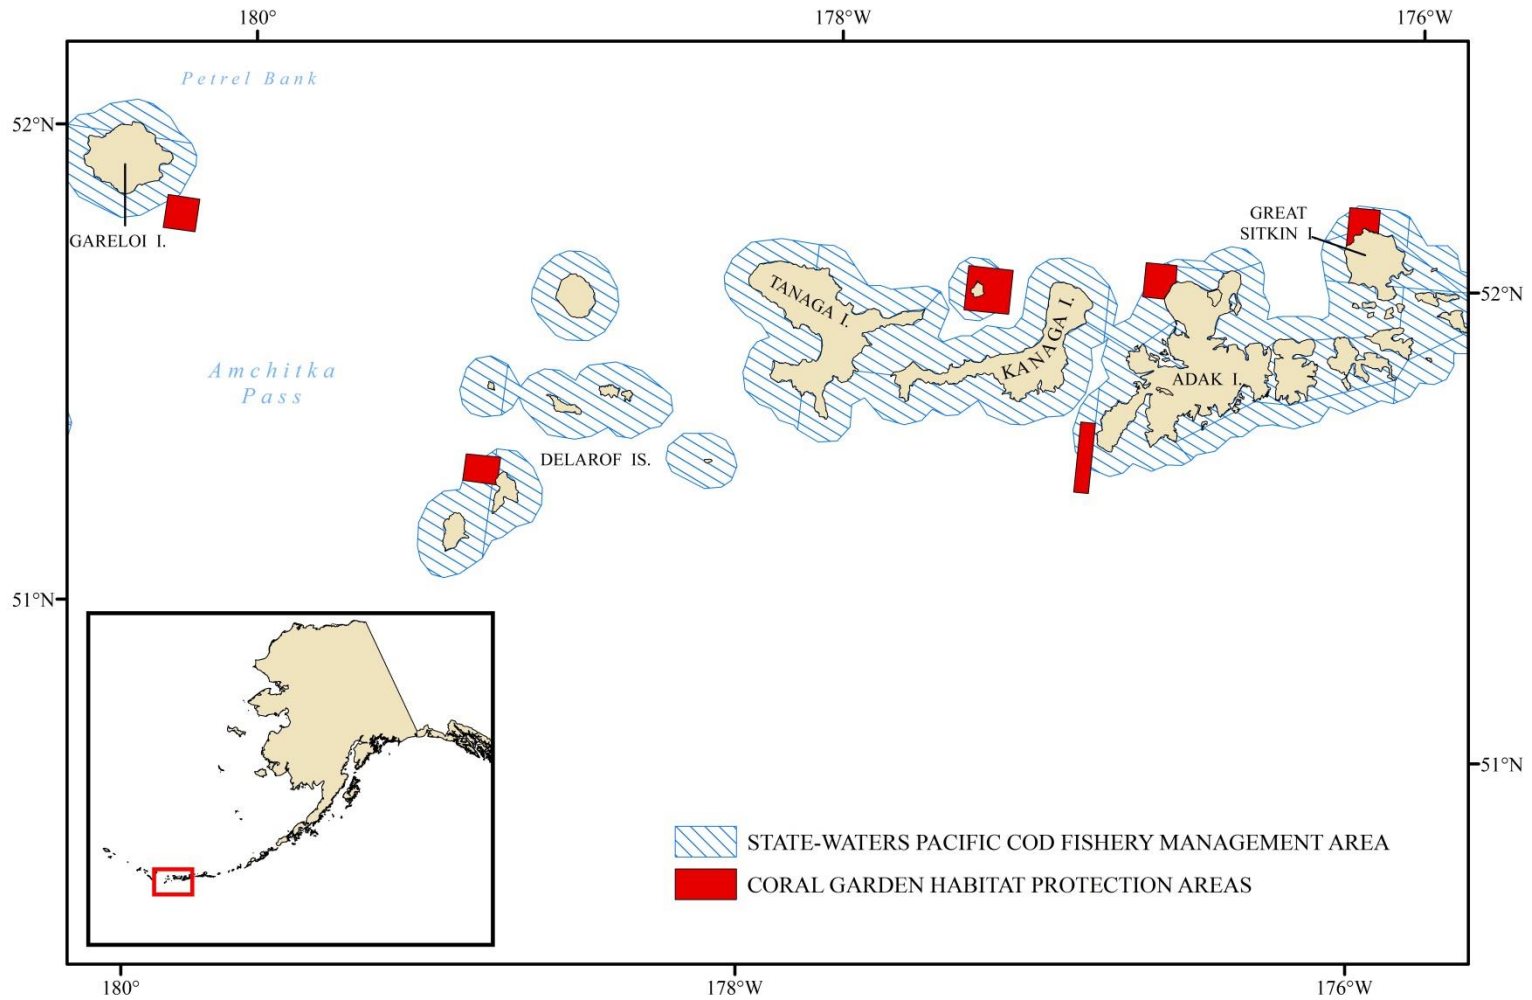 180°
178°W
176°W
Petrel Bank
52°N
GARELOI I.
GREAT
SITKIN I.
52°N
TANAGA I.
KANAGA I.
ADAK I.
Amchitka
Pass
DELAROF IS.
51°N
51°N
STATE-WATERS PACIFIC COD FISHERY MANAGEMENT AREA
CORAL GARDEN HABITAT PROTECTION AREAS
180°
178°W
176°W